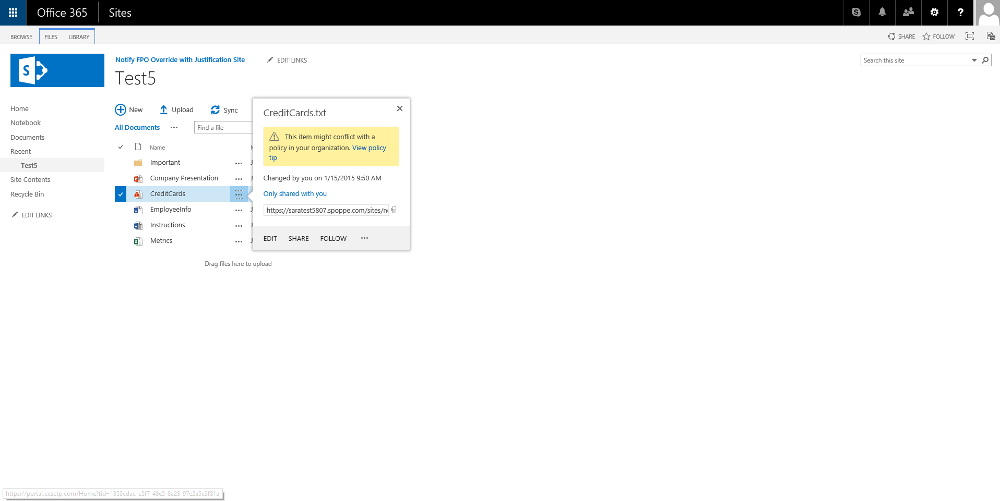 Office 365
Sites
BROWSE
FILES
LIBRARY
SHARE
FOLLOW
Notify FPO Override with Justification Site
EDIT LINKS
Search this site
Test5
Home
Notebook
Documents
Recent
Test5
Site Contents
Recycle Bin
EDIT LINKS
New
Upload
Sync
All Documents
Find a file
Name
Important
Company Presentation
CreditCards
EmployeeInfo
Instructions
Metrics
Drag files here to upload
CreditCards.txt
This item might conflict with a
policy in your organization. View policy
tip
Changed by you on 1/15/2015 9:50 AM
Only shared with you
https://saratest5807.spoppe.com/sites/n
EDIT
SHARE
FOLLOW
https://portal.ccsctp.com/Home?tid=1353cdac-e5f7-48e5-8a28-97e2a5c3f81a